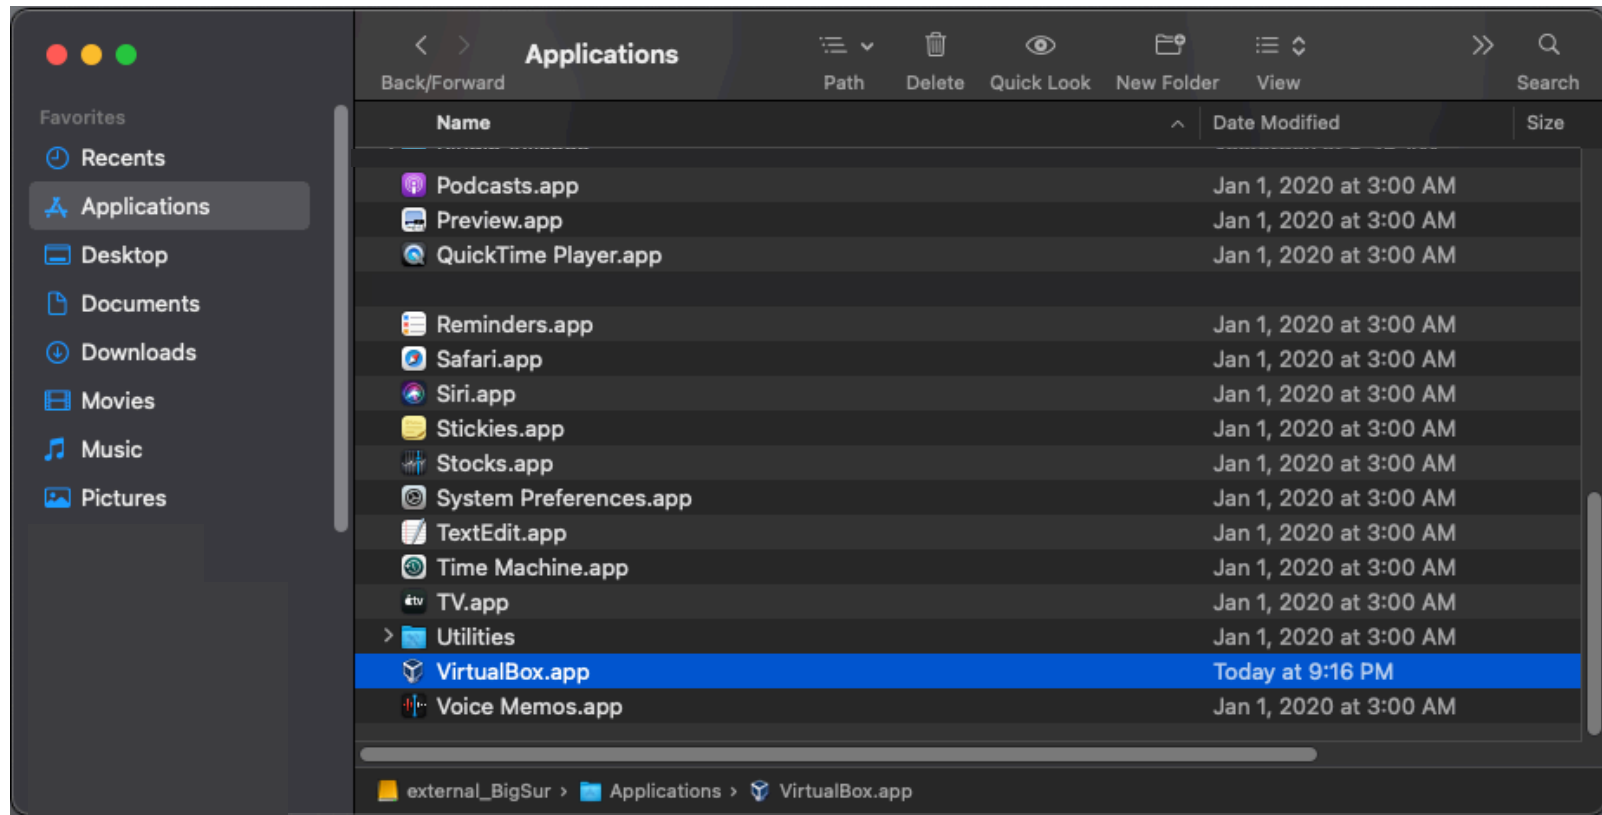 Applications
Back/Forward
Path
Delete
Quick Look
New Folder
View
Search
Favorites
Recents
Applications
Desktop
Documents
Downloads
Movies
Music
Pictures
Name Date Modified Size
Podcasts.app Jan 1, 2020 at 3:00 AM
Preview.app Jan 1, 2020 at 3:00 AM
QuickTime Player.app Jan 1, 2020 at 3:00 AM
Reminders.app Jan 1, 2020 at 3:00 AM
Safari.app Jan 1, 2020 at 3:00 AM
Siri.app Jan 1, 2020 at 3:00 AM
Stickies.app Jan 1, 2020 at 3:00 AM
Stocks.app Jan 1, 2020 at 3:00 AM
System Preferences.app Jan 1, 2020 at 3:00 AM
TextEdit.app Jan 1, 2020 at 3:00 AM
Time Machine.app Jan 1, 2020 at 3:00 AM
tv TV.app Jan 1, 2020 at 3:00 AM
Utilities Jan 1, 2020 at 3:00 AM
VirtualBox.app Today at 9:16 PM
Voice Memos.app Jan 1, 2020 at 3:00 AM
external_BigSur › Applications › VirtualBox.app